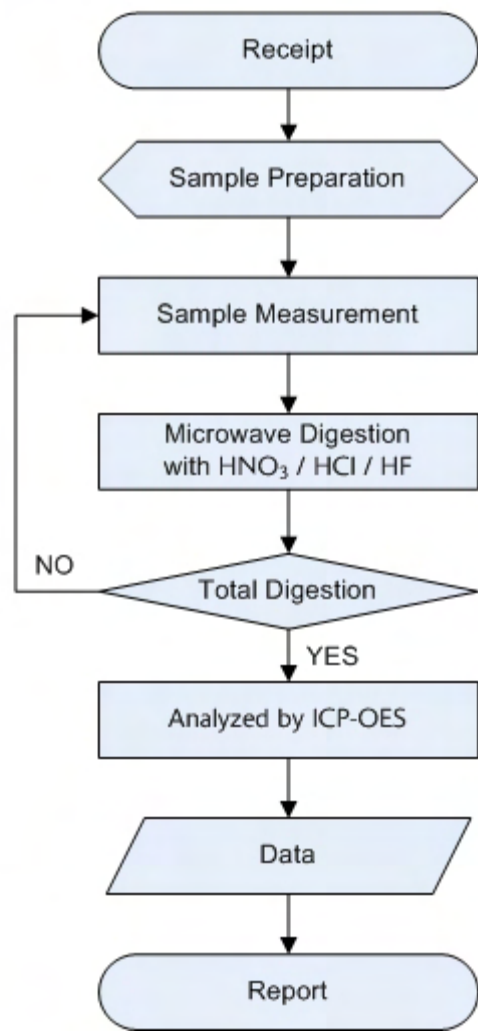 Receipt
Sample Preparation
Sample Measurement
Microwave Digestion
with HNO₃ / HCl / HF
NO
Total Digestion
YES
Analyzed by ICP-OES
Data
Report